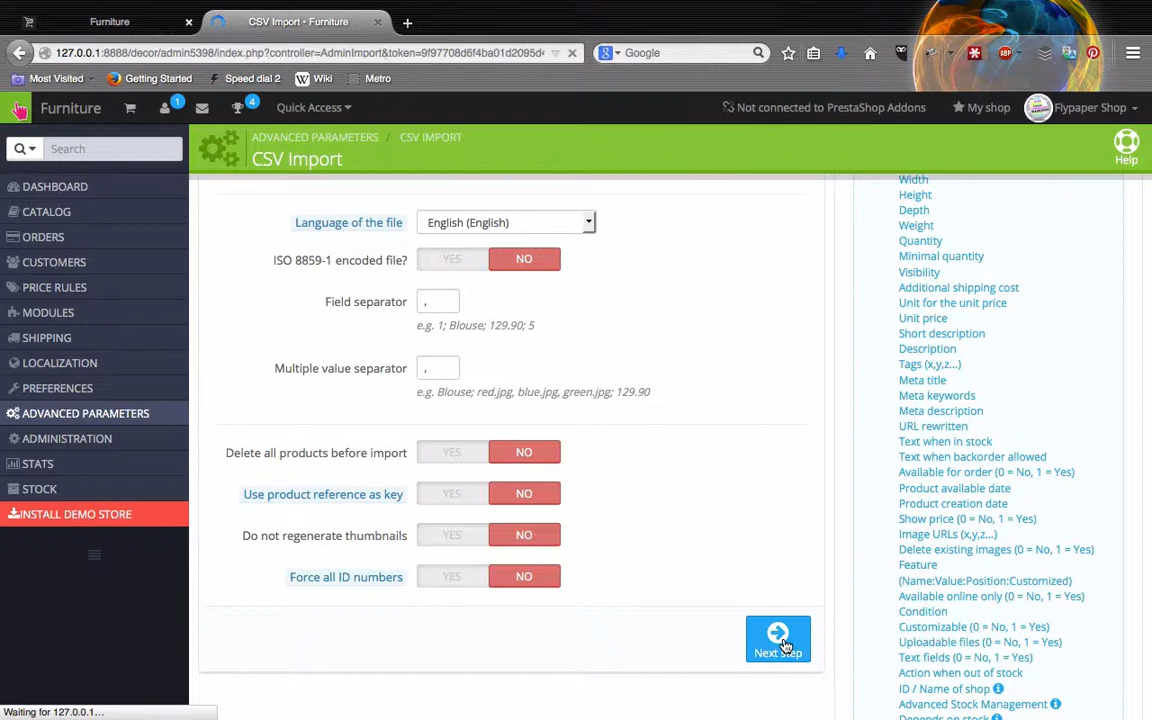 Furniture
CSV Import • Furniture
127.0.0.1:8888/decor/admin5398/index.php?controller=AdminImport&token=9f97708d6f4ba01d2095d4
Google
Most Visited
Getting Started
Speed dial 2
Wiki
Metro
ABP
Furniture
1
4
Quick Access
Not connected to PrestaShop Addons
My shop
Flypaper Shop
Search
ADVANCED PARAMETERS / CSV IMPORT
CSV Import
Help
DASHBOARD
CATALOG
ORDERS
CUSTOMERS
PRICE RULES
MODULES
SHIPPING
LOCALIZATION
PREFERENCES
ADVANCED PARAMETERS
ADMINISTRATION
STATS
STOCK
INSTALL DEMO STORE
Language of the file
English (English)
ISO 8859-1 encoded file?
YES NO
Field separator
,
e.g. 1; Blouse; 129.90; 5
Multiple value separator
,
e.g. Blouse; red.jpg, blue.jpg, green.jpg; 129.90
Delete all products before import
YES NO
Use product reference as key
YES NO
Do not regenerate thumbnails
YES NO
Force all ID numbers
YES NO
Next step
Width
Height
Depth
Weight
Quantity
Minimal quantity
Visibility
Additional shipping cost
Unit for the unit price
Unit price
Short description
Description
Tags (x,y,z...)
Meta title
Meta keywords
Meta description
URL rewritten
Text when in stock
Text when backorder allowed
Available for order (0 = No, 1 = Yes)
Product available date
Product creation date
Show price (0 = No, 1 = Yes)
Image URLs (x,y,z...)
Delete existing images (0 = No, 1 = Yes)
Feature
(Name:Value:Position:Customized)
Available online only (0 = No, 1 = Yes)
Condition
Customizable (0 = No, 1 = Yes)
Uploadable files (0 = No, 1 = Yes)
Text fields (0 = No, 1 = Yes)
Action when out of stock
ID / Name of shop
Advanced Stock Management
Depends on stock
Waiting for 127.0.0.1...